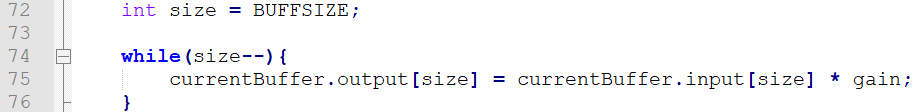 72 int size = BUFFSIZE;
73
74 while(size--){
75 currentBuffer.output[size] = currentBuffer.input[size] * gain;
76 }